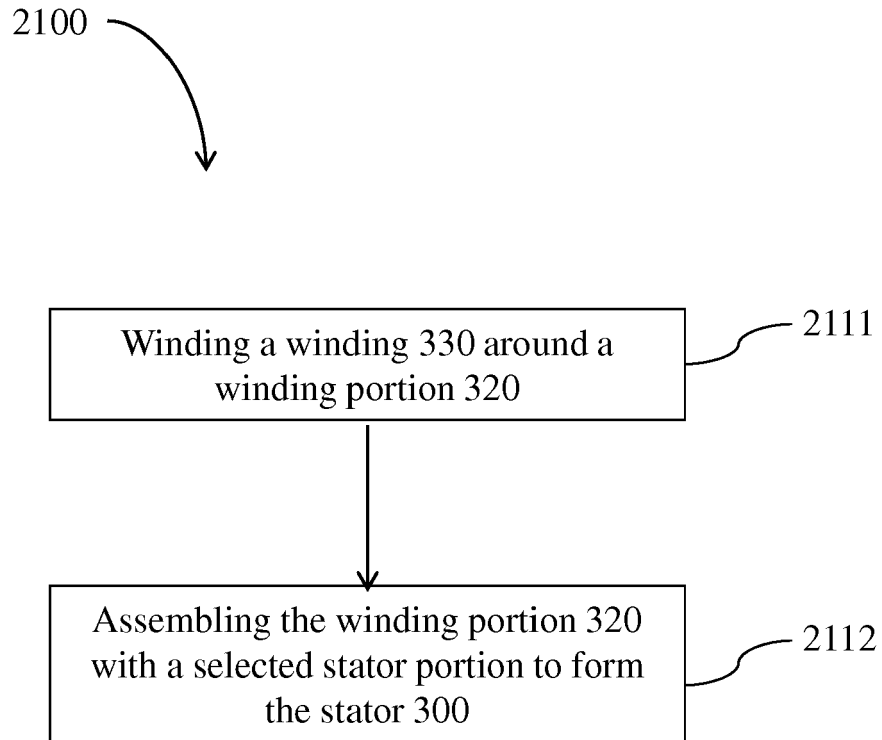 2100
Winding a winding 330 around a
winding portion 320
2111
Assembling the winding portion 320
with a selected stator portion to form
the stator 300
2112